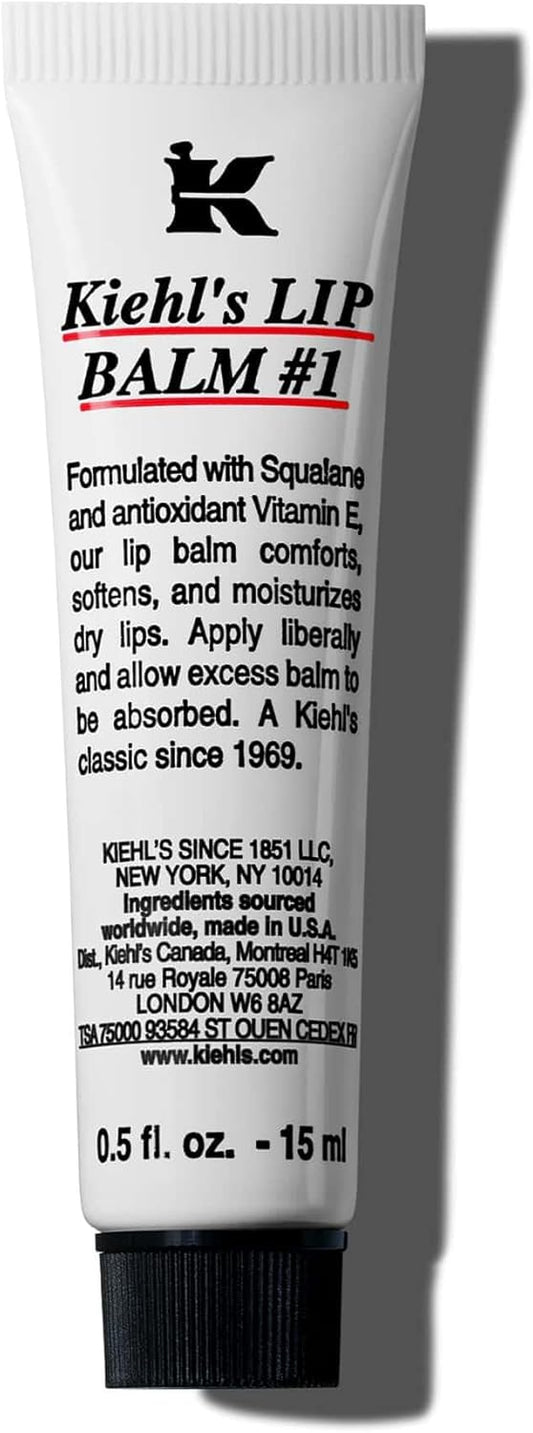 K
Kiehl's LIP
BALM #1
Formulated with Squalane
and antioxidant Vitamin E,
our lip balm comforts,
softens, and moisturizes
dry lips. Apply liberally
and allow excess balm to
be absorbed. A Kiehl's
classic since 1969.
KIEHL'S SINCE 1851 LLC,
NEW YORK, NY 10014
Ingredients sourced
worldwide, made in U.S.A.
Dist, Kiehl's Canada, Montreal H4T 1K5
14 rue Royale 75008 Paris
LONDON W6 8AZ
TSA 75000 93584 ST OUEN CEDEX FR
www.kiehls.com
0.5 fl. oz. - 15 ml